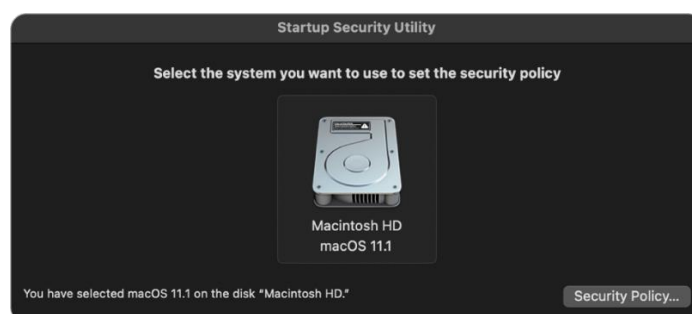 Startup Security Utility
Select the system you want to use to set the security policy
Macintosh HD
macOS 11.1
You have selected macOS 11.1 on the disk “Macintosh HD.”
Security Policy...